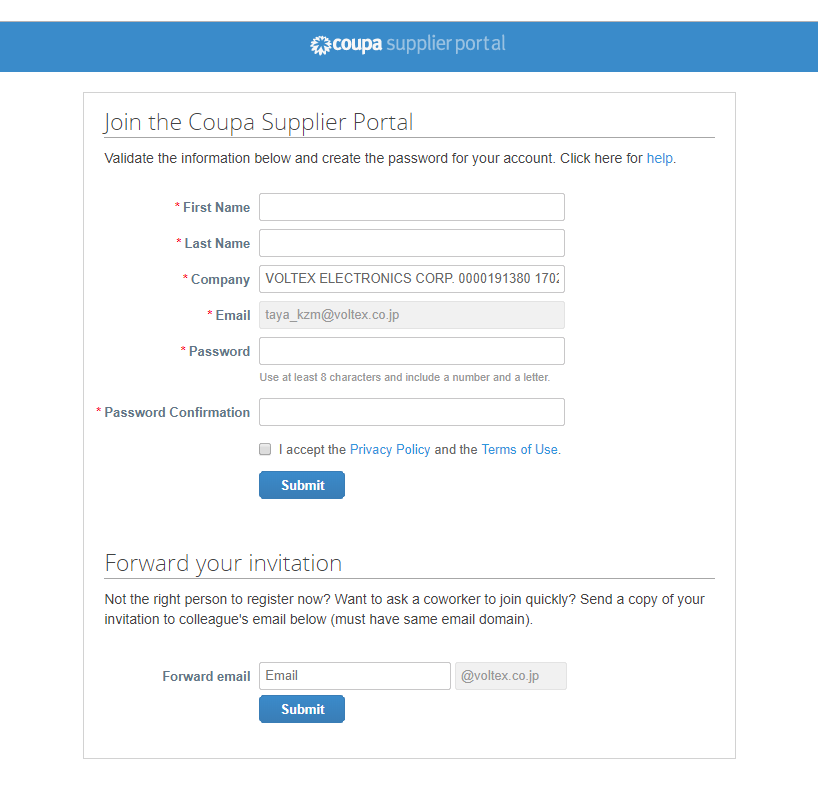 coupa supplier portal
Join the Coupa Supplier Portal
Validate the information below and create the password for your account. Click here for help.
* First Name
* Last Name
* Company VOLTEX ELECTRONICS CORP. 0000191380 1702
* Email taya_kzm@voltex.co.jp
* Password
Use at least 8 characters and include a number and a letter.
* Password Confirmation
I accept the Privacy Policy and the Terms of Use.
Submit
Forward your invitation
Not the right person to register now? Want to ask a coworker to join quickly? Send a copy of your
invitation to colleague's email below (must have same email domain).
Forward email Email @voltex.co.jp
Submit